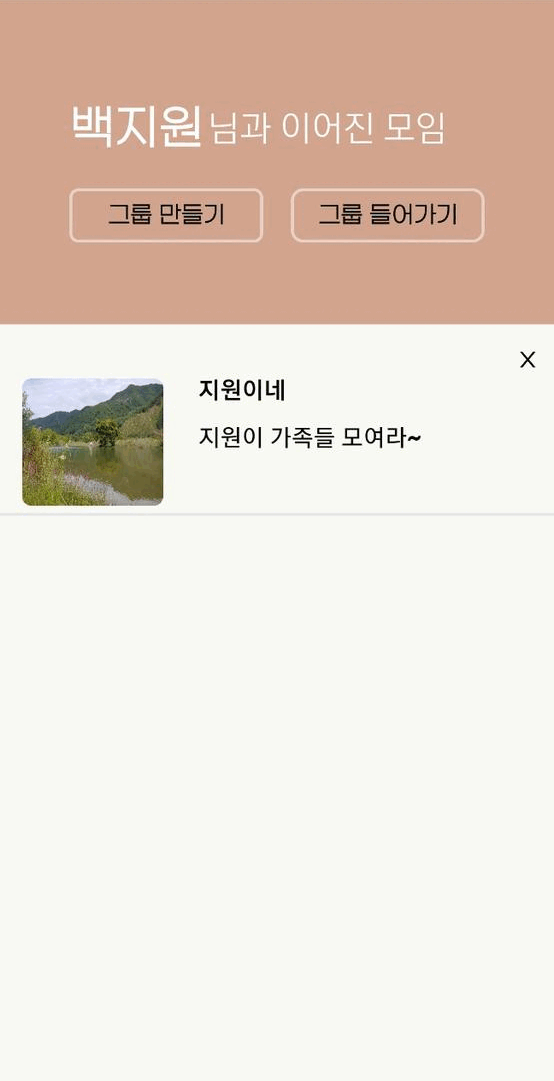 백지원님과 이어진 모임
그룹 만들기
그룹 들어가기
X
지원이네
지원이 가족들 모여라~